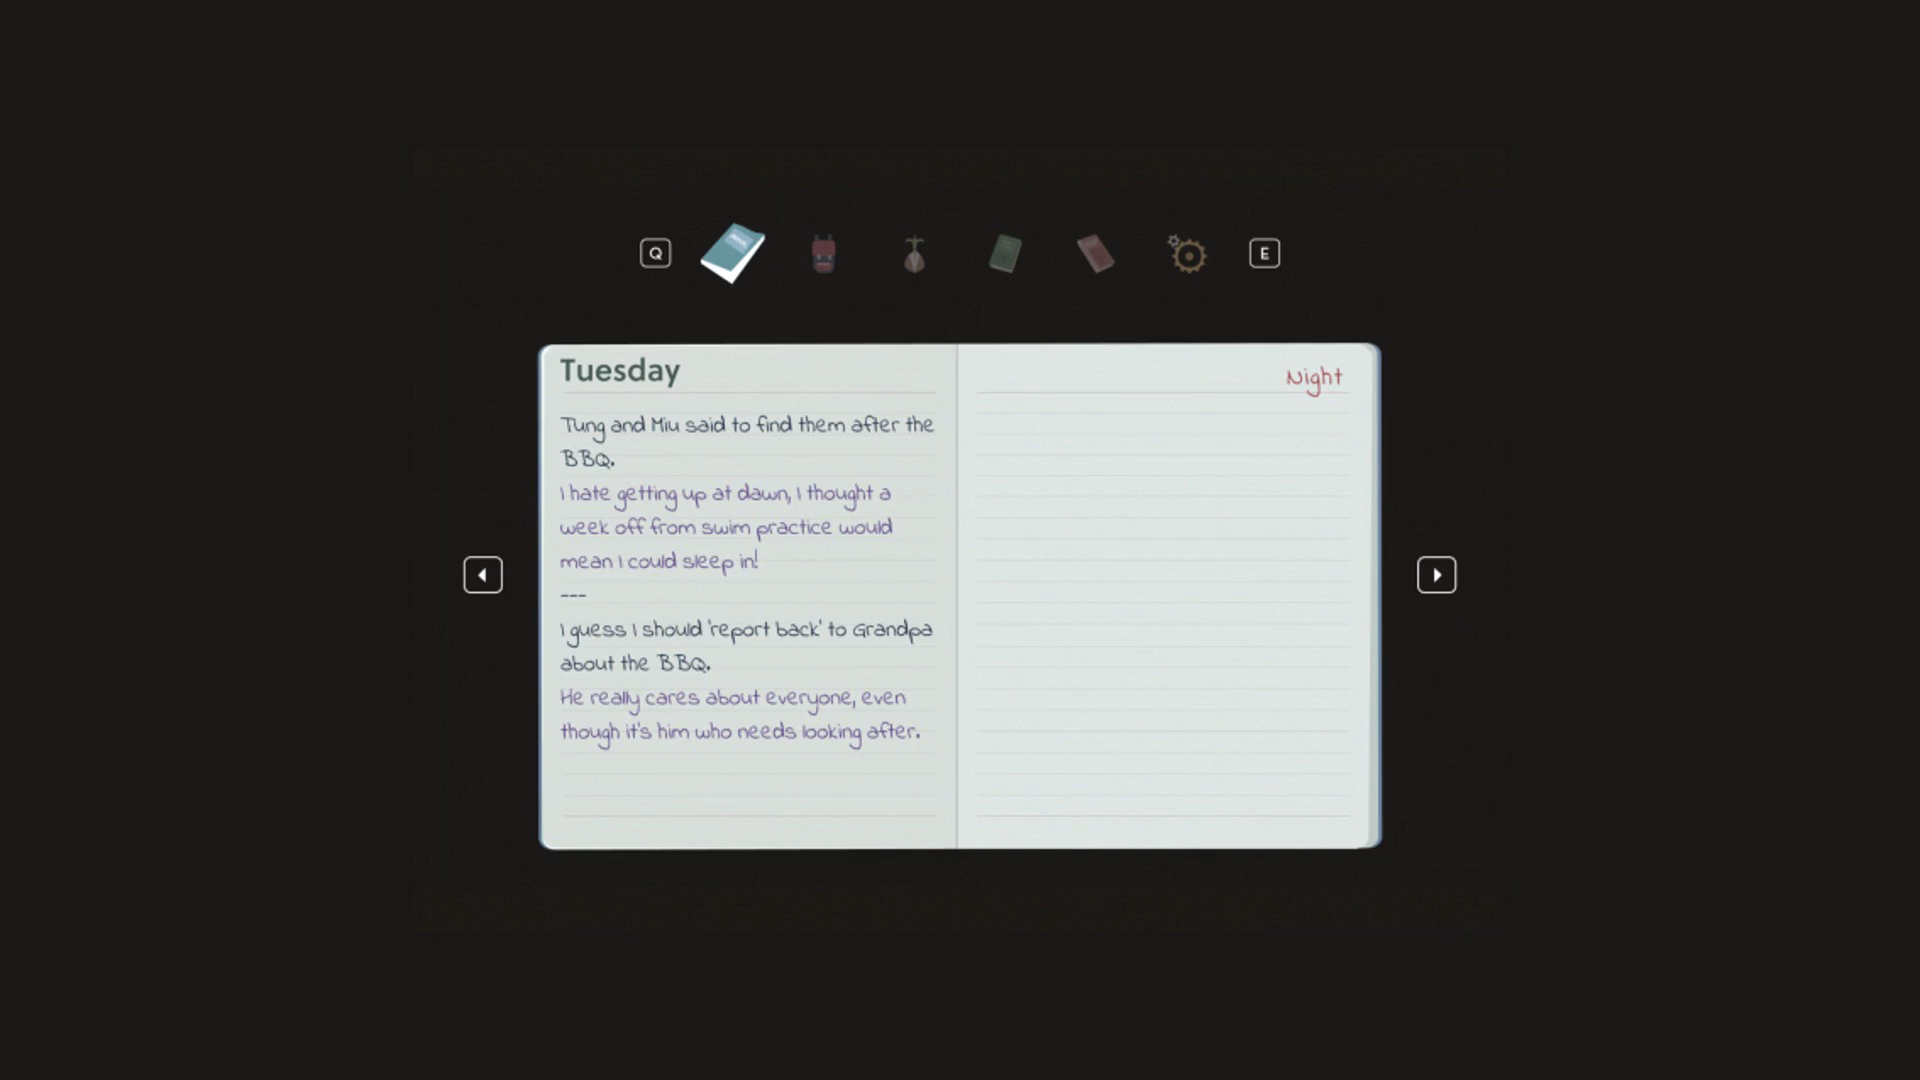 Q
E
Tuesday
Tung and Miu said to find them after the
BBQ.
I hate getting up at dawn, I thought a
week off from swim practice would
mean I could sleep in!
---
I guess I should 'report back' to Grandpa
about the BBQ.
He really cares about everyone, even
though it's him who needs looking after.
Night